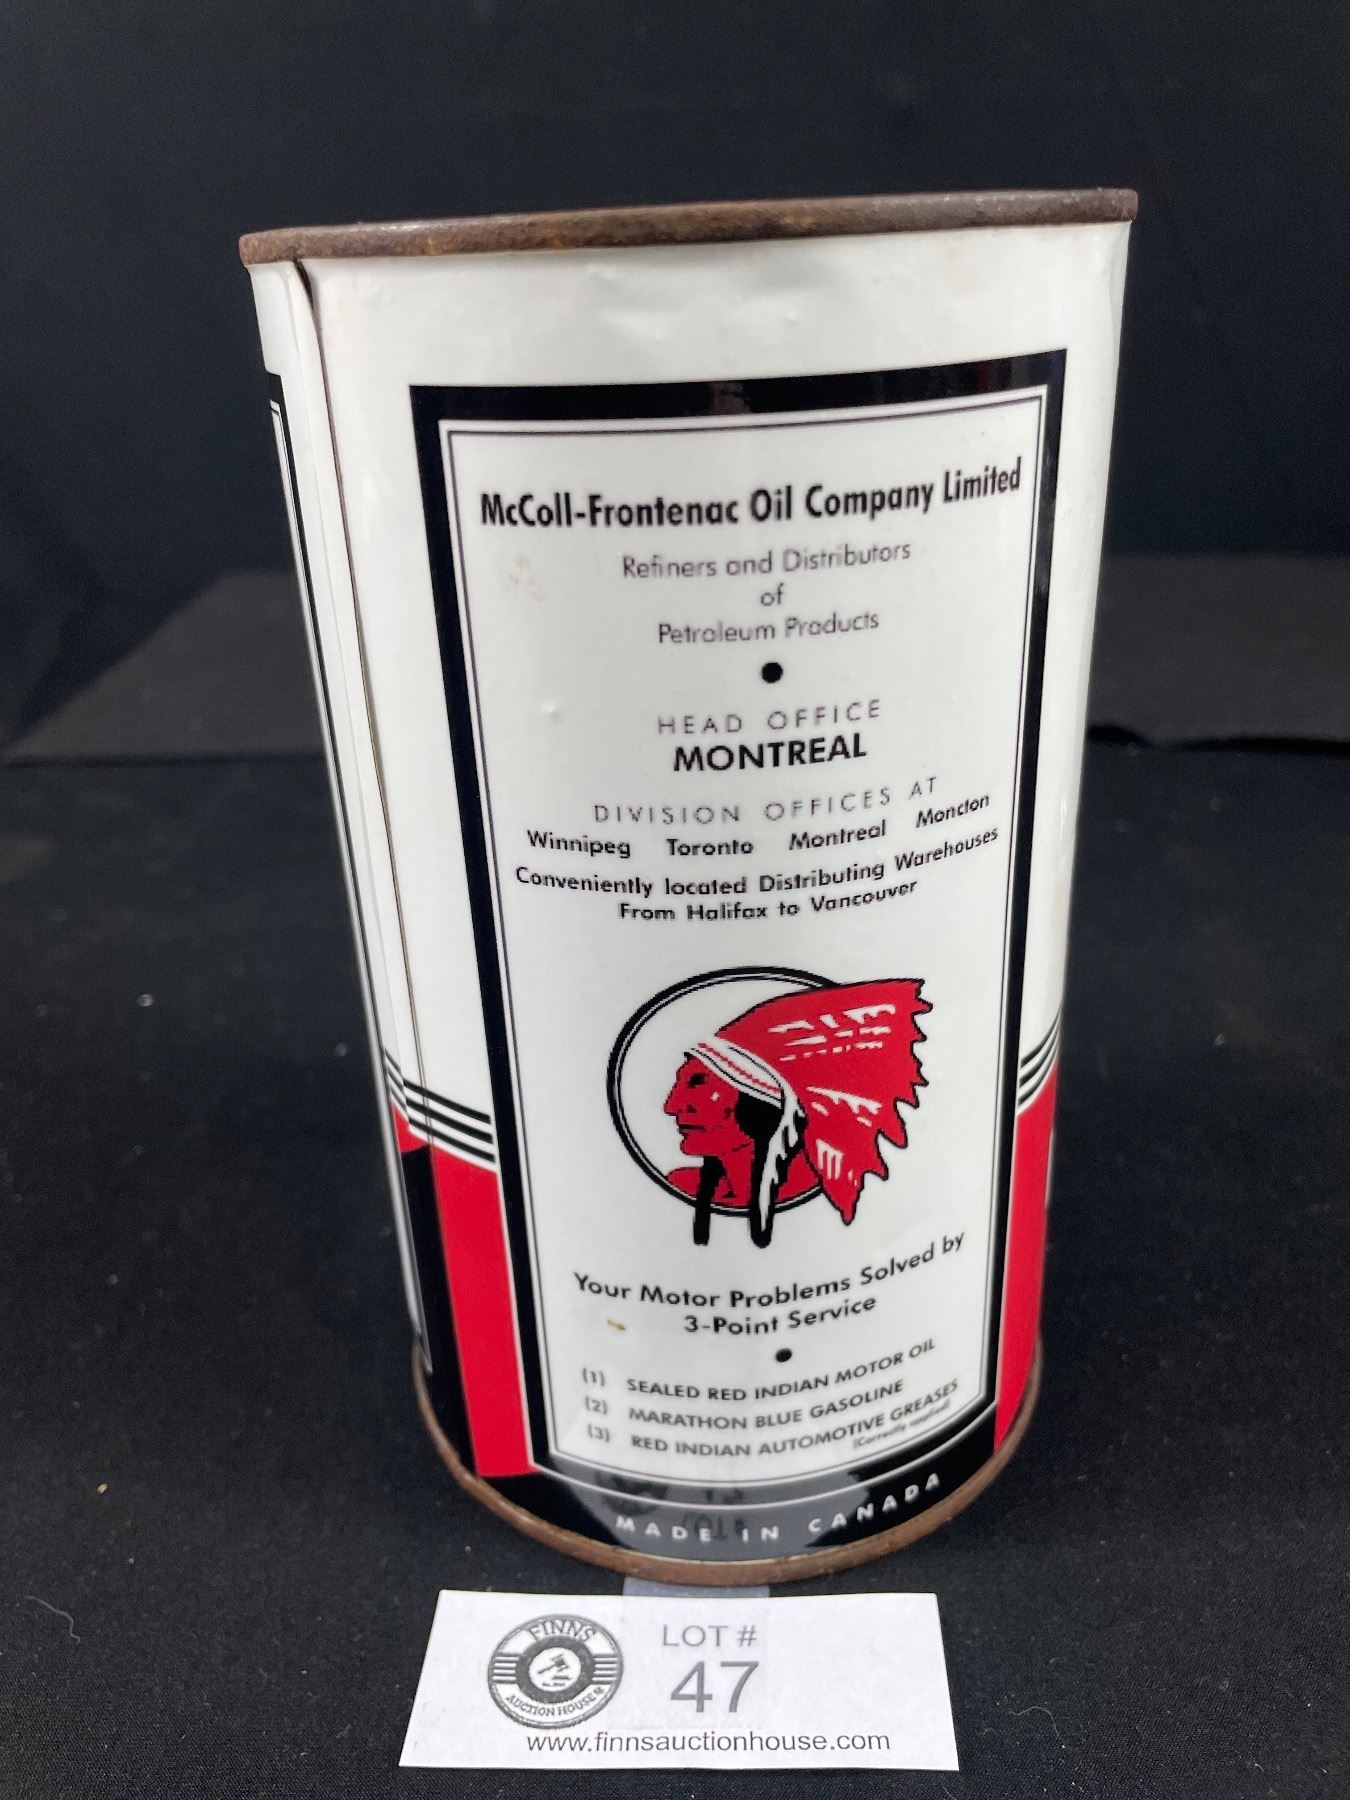 McColl-Frontenac Oil Company Limited
Refiners and Distributors
of
Petroleum Products
HEAD OFFICE
MONTREAL
DIVISION OFFICES AT
Winnipeg Toronto Montreal Moncton
Conveniently located Distributing Warehouses
From Halifax to Vancouver
Your Motor Problems Solved by
3-Point Service
(1) SEALED RED INDIAN MOTOR OIL
(2) MARATHON BLUE GASOLINE
(3) RED INDIAN AUTOMOTIVE GREASES
(Correctly applied)
MADE IN CANADA
FINNS
AUCTION HOUSE
LOT #
47
www.finnsauctionhouse.com